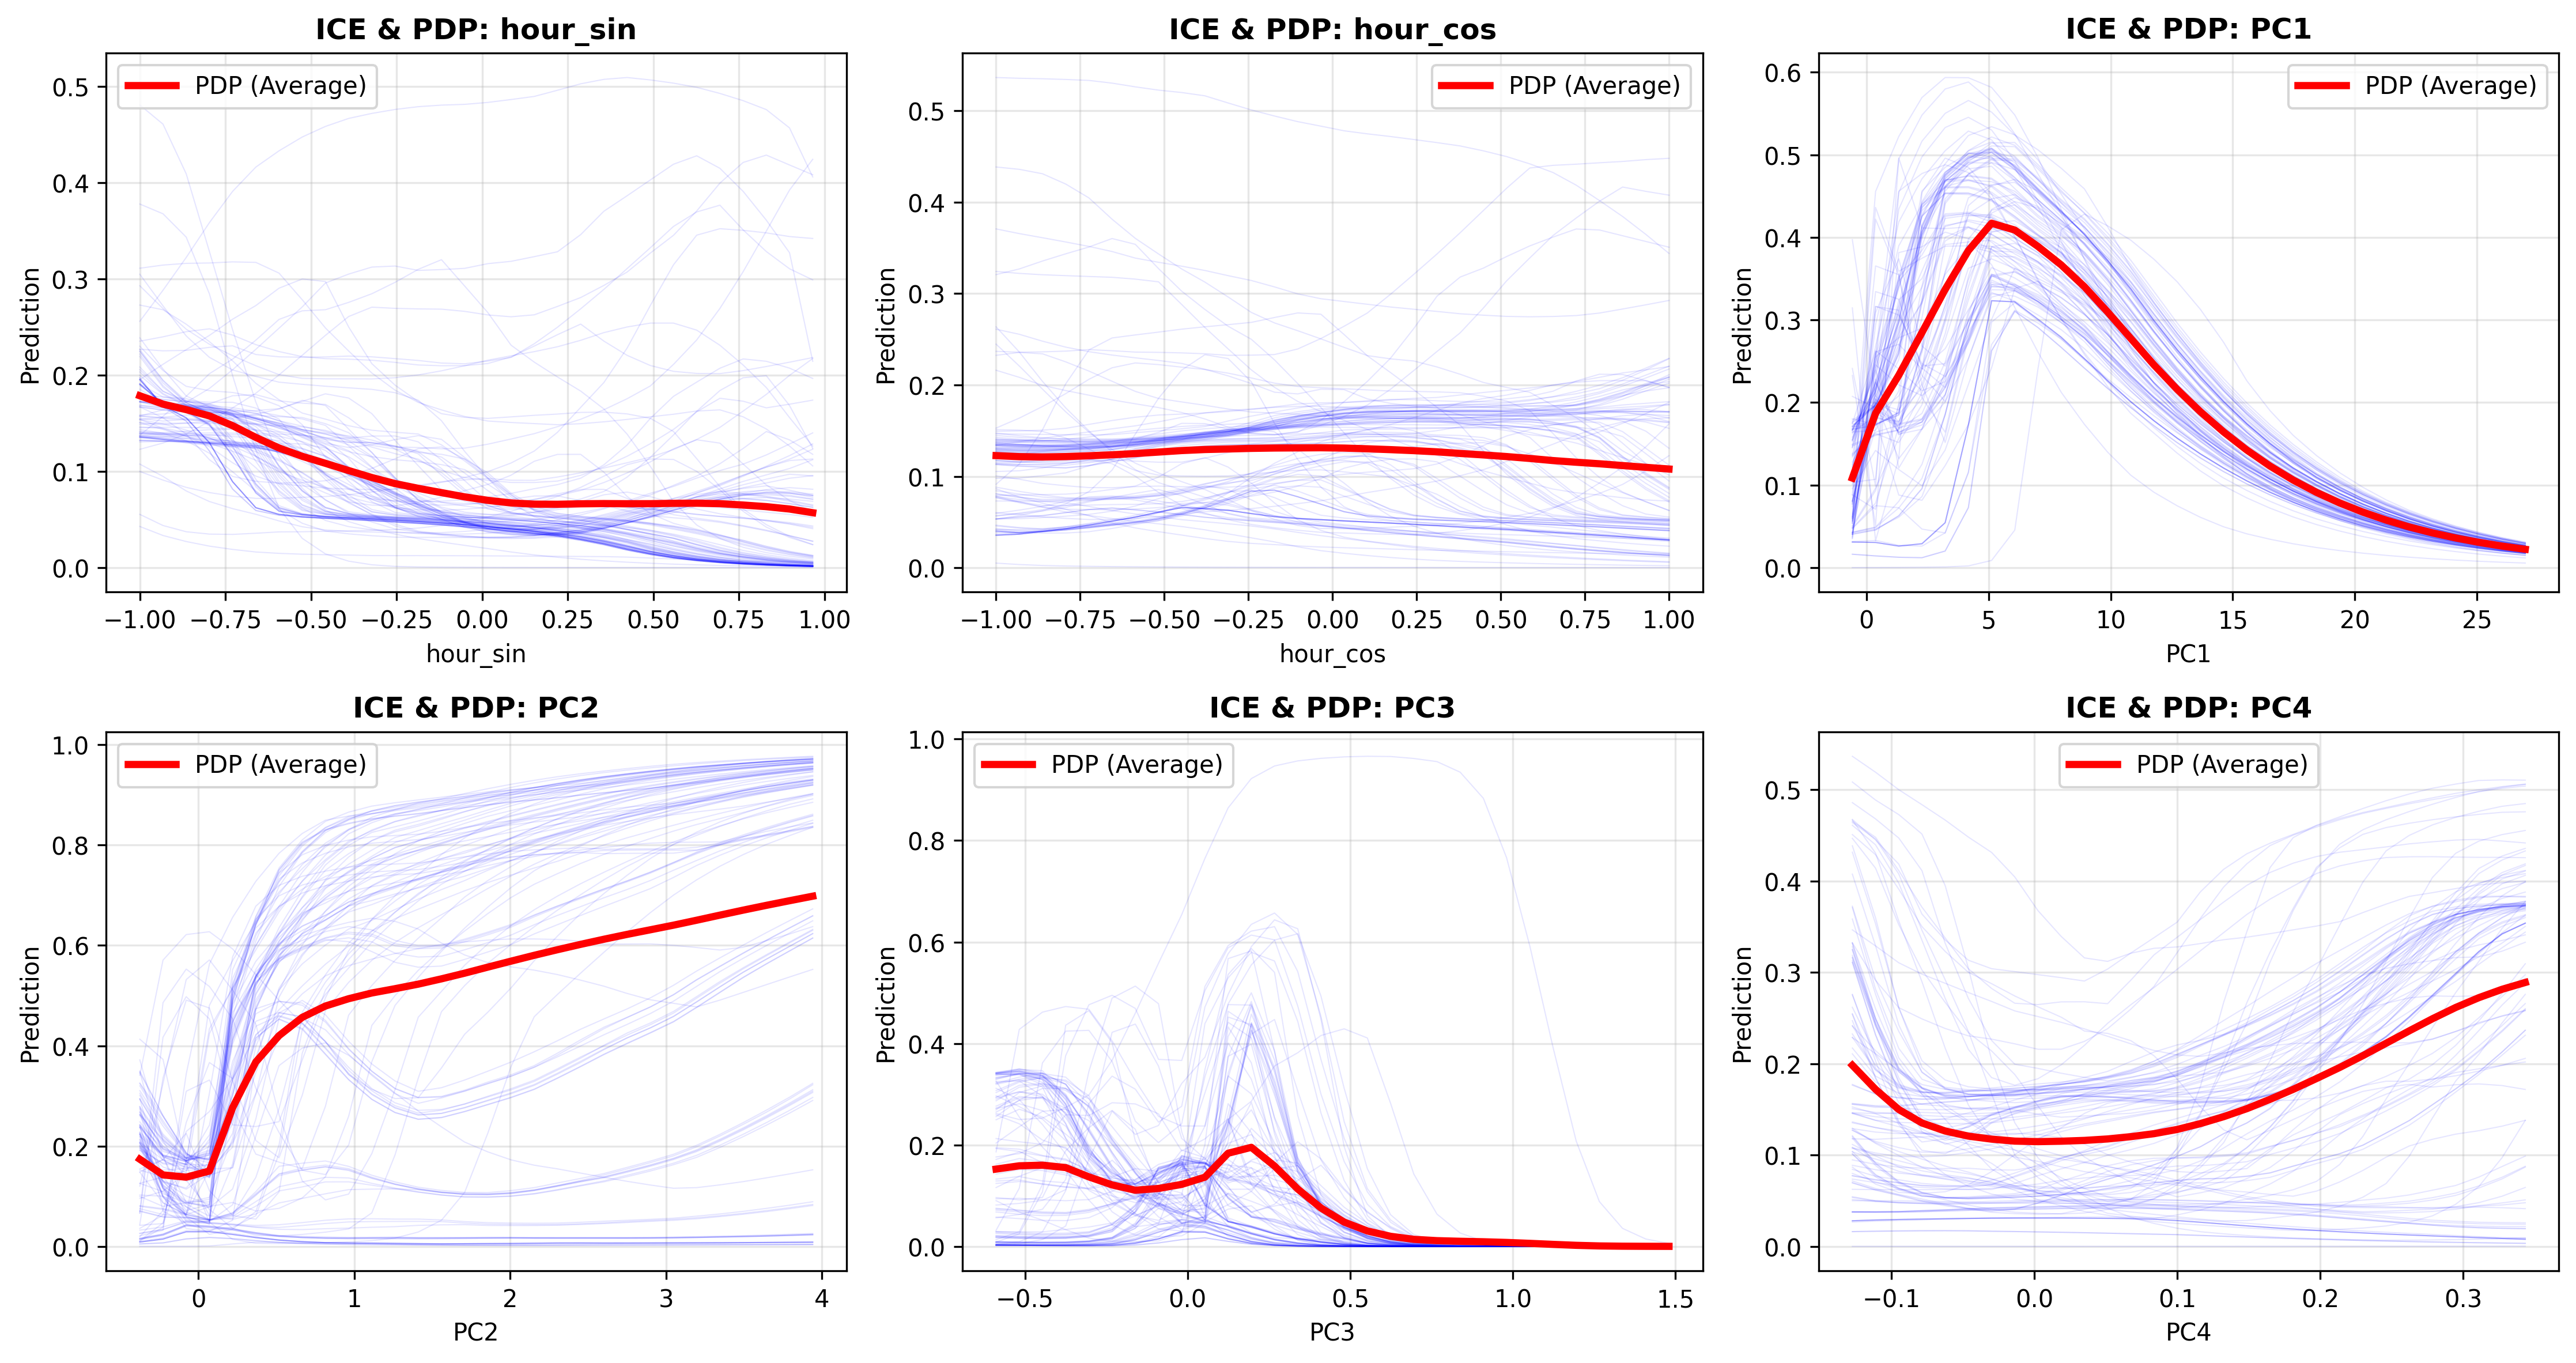 ICE & PDP: hour_sin
PDP (Average)
Prediction
0.5
0.4
0.3
0.2
0.1
0.0
−1.00 −0.75 −0.50 −0.25 0.00 0.25 0.50 0.75 1.00
hour_sin
ICE & PDP: hour_cos
PDP (Average)
Prediction
0.5
0.4
0.3
0.2
0.1
0.0
−1.00 −0.75 −0.50 −0.25 0.00 0.25 0.50 0.75 1.00
hour_cos
ICE & PDP: PC1
PDP (Average)
Prediction
0.6
0.5
0.4
0.3
0.2
0.1
0.0
0 5 10 15 20 25
PC1
ICE & PDP: PC2
PDP (Average)
Prediction
1.0
0.8
0.6
0.4
0.2
0.0
0 1 2 3 4
PC2
ICE & PDP: PC3
PDP (Average)
Prediction
1.0
0.8
0.6
0.4
0.2
0.0
−0.5 0.0 0.5 1.0 1.5
PC3
ICE & PDP: PC4
PDP (Average)
Prediction
0.5
0.4
0.3
0.2
0.1
0.0
−0.1 0.0 0.1 0.2 0.3
PC4